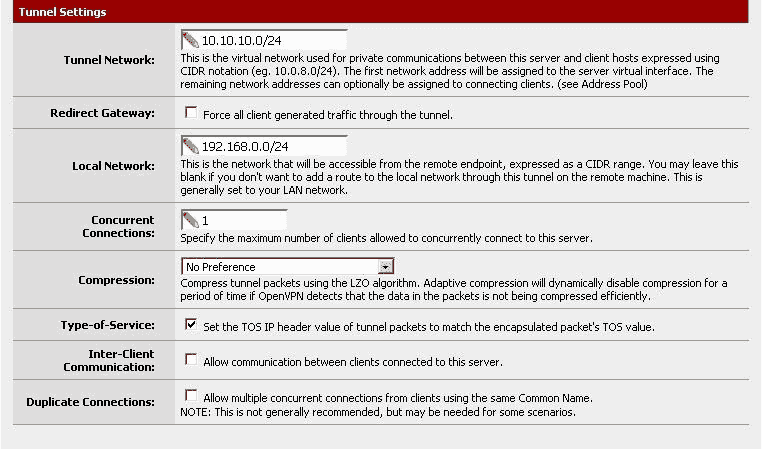 Tunnel Settings
Tunnel Network:
10.10.10.0/24
This is the virtual network used for private communications between this server and client hosts expressed using
CIDR notation (eg. 10.0.8.0/24). The first network address will be assigned to the server virtual interface. The
remaining network addresses can optionally be assigned to connecting clients. (see Address Pool)
Redirect Gateway:
Force all client generated traffic through the tunnel.
Local Network:
192.168.0.0/24
This is the network that will be accessible from the remote endpoint, expressed as a CIDR range. You may leave this
blank if you don't want to add a route to the local network through this tunnel on the remote machine. This is
generally set to your LAN network.
Concurrent
Connections:
1
Specify the maximum number of clients allowed to concurrently connect to this server.
Compression:
No Preference
Compress tunnel packets using the LZO algorithm. Adaptive compression will dynamically disable compression for a
period of time if OpenVPN detects that the data in the packets is not being compressed efficiently.
Type-of-Service:
Set the TOS IP header value of tunnel packets to match the encapsulated packet's TOS value.
Inter-Client
Communication:
Allow communication between clients connected to this server.
Duplicate Connections:
Allow multiple concurrent connections from clients using the same Common Name.
NOTE: This is not generally recommended, but may be needed for some scenarios.